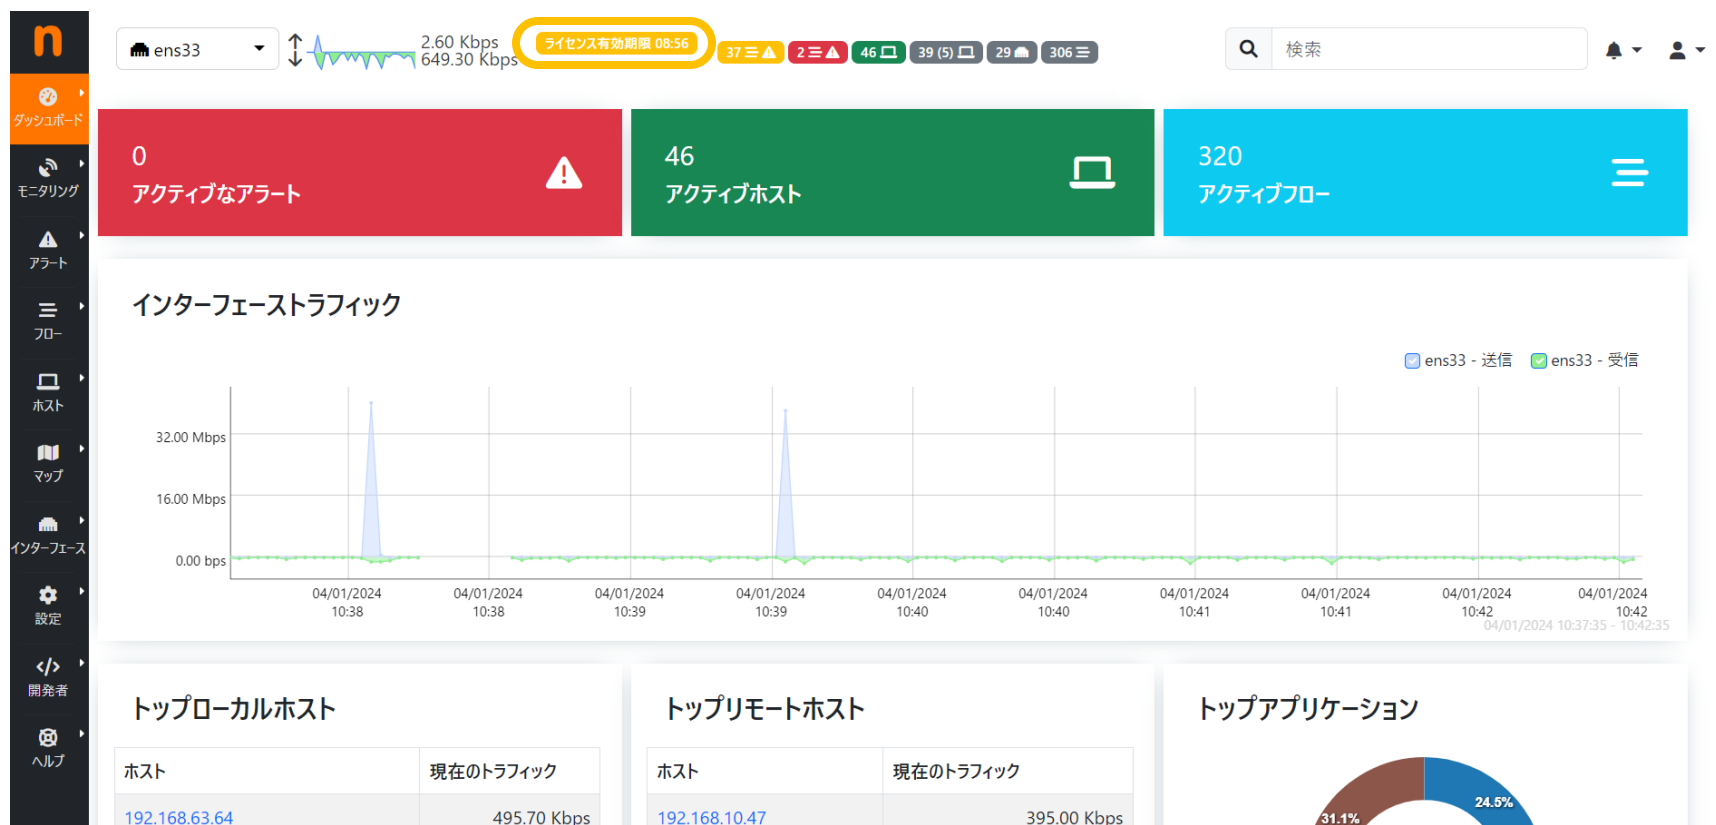 n
ens33
2.60 Kbps
649.30 Kbps
ライセンス有効期限 08:56
37
2
46
39 (5)
29
306
検索
ダッシュボード
モニタリング
アラート
フロー
ホスト
マップ
インターフェース
設定
開発者
ヘルプ
0
アクティブなアラート
46
アクティブホスト
320
アクティブフロー
インターフェーストラフィック
ens33 - 送信
ens33 - 受信
32.00 Mbps
16.00 Mbps
0.00 bps
04/01/2024 04/01/2024 04/01/2024 04/01/2024 04/01/2024 04/01/2024 04/01/2024 04/01/2024 04/01/2024 04/01/2024
10:38 10:38 10:39 10:39 10:40 10:40 10:41 10:41 10:42 10:42
04/01/2024 10:37:35 - 10:42:35
トップローカルホスト
ホスト 現在のトラフィック
192.168.63.64 495.70 Kbps
トップリモートホスト
ホスト 現在のトラフィック
192.168.10.47 395.00 Kbps
トップアプリケーション
24.5%
31.1%